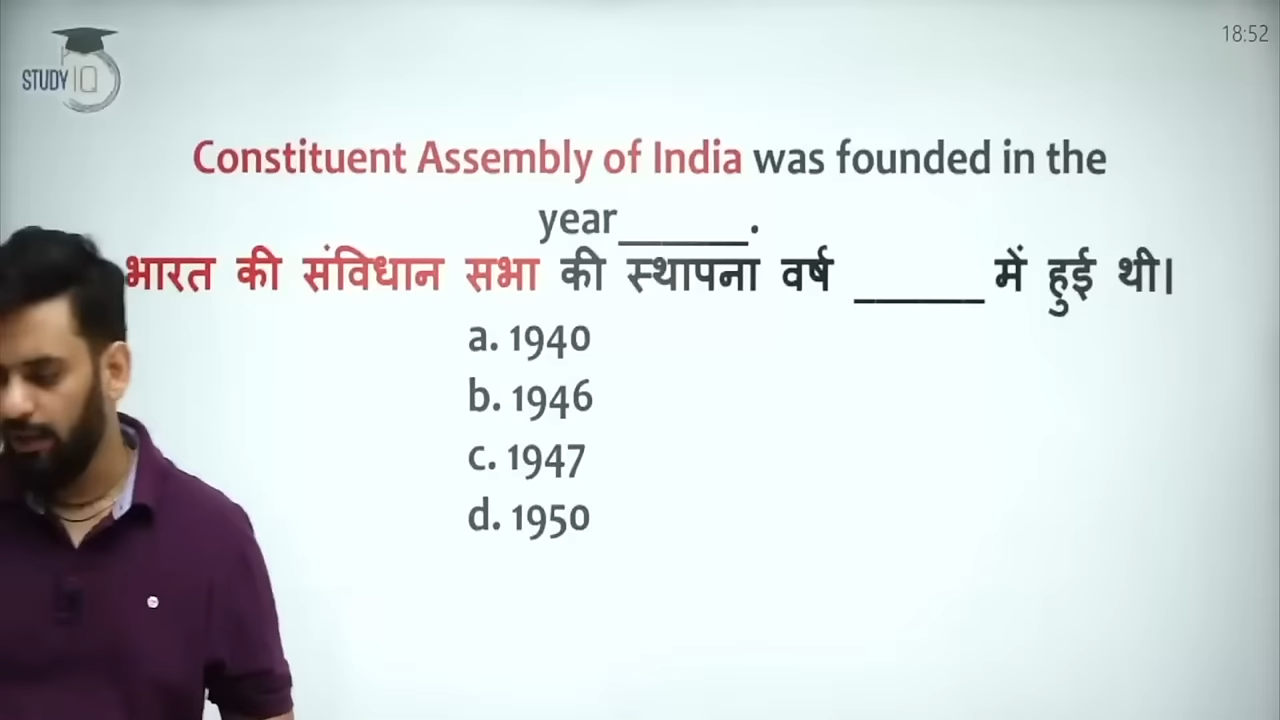 18:52
STUDY IQ
Constituent Assembly of India was founded in the
year______.
भारत की संविधान सभा की स्थापना वर्ष ______ में हुई थी।
a. 1940
b. 1946
c. 1947
d. 1950